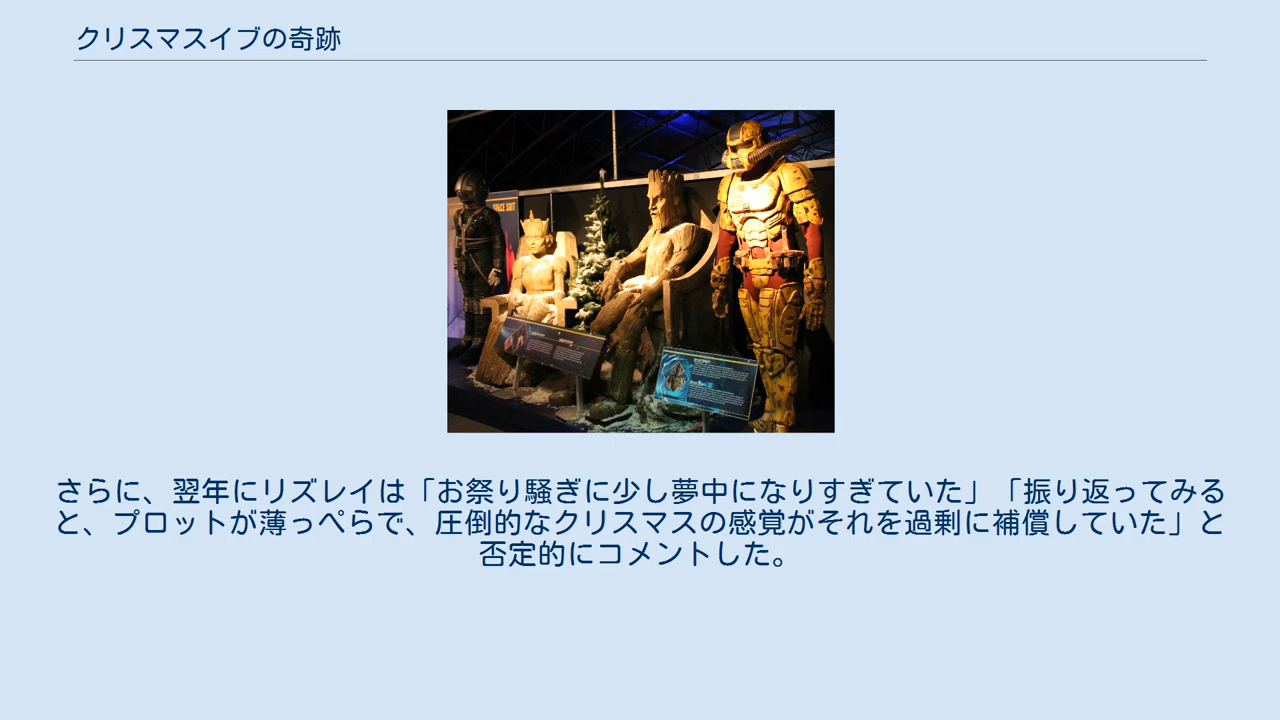 クリスマスイブの奇跡
SPACE SUIT
さらに、翌年にリズレイは「お祭り騒ぎに少し夢中になりすぎていた」「振り返ってみる
と、プロットが薄っぺらで、圧倒的なクリスマスの感覚がそれを過剰に補償していた」と
否定的にコメントした。